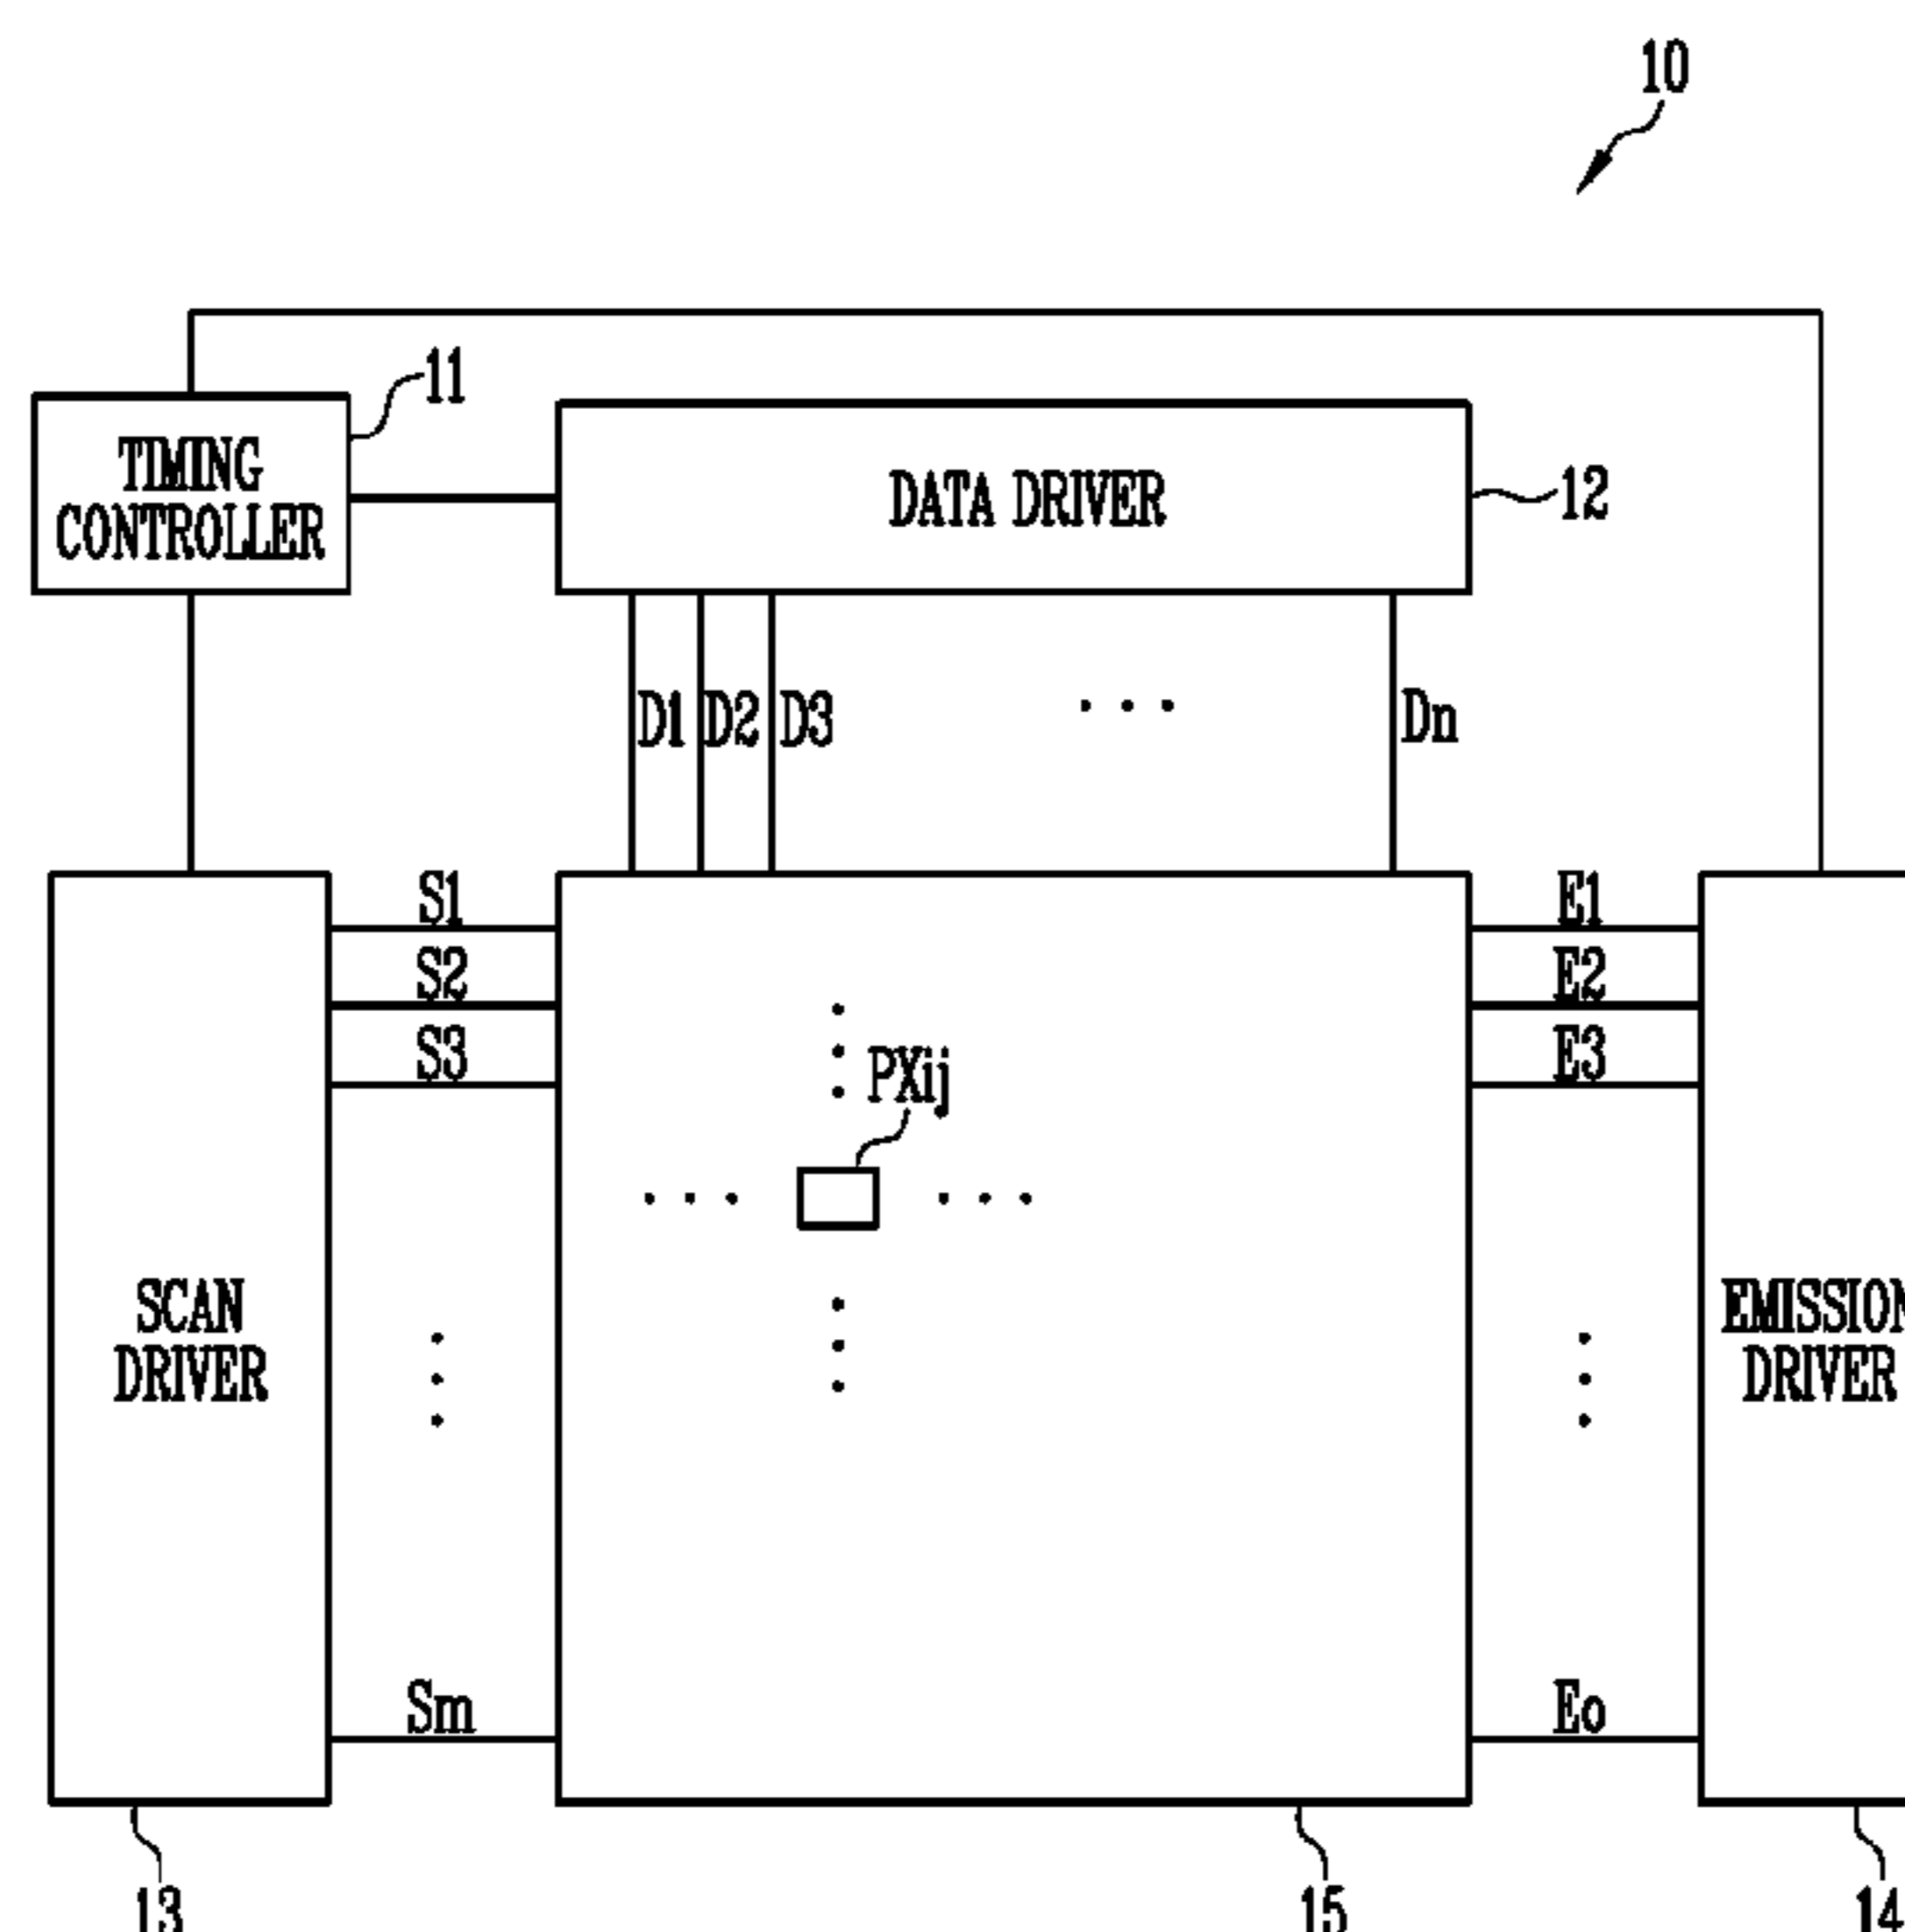 10
11
TIMING
CONTROLLER
DATA DRIVER
12
D1 D2 D3 Dn
S1
E1
S2
E2
S3
E3
PXij
SCAN
DRIVER
EMISSION
DRIVER
Sm
Eo
13
15
14